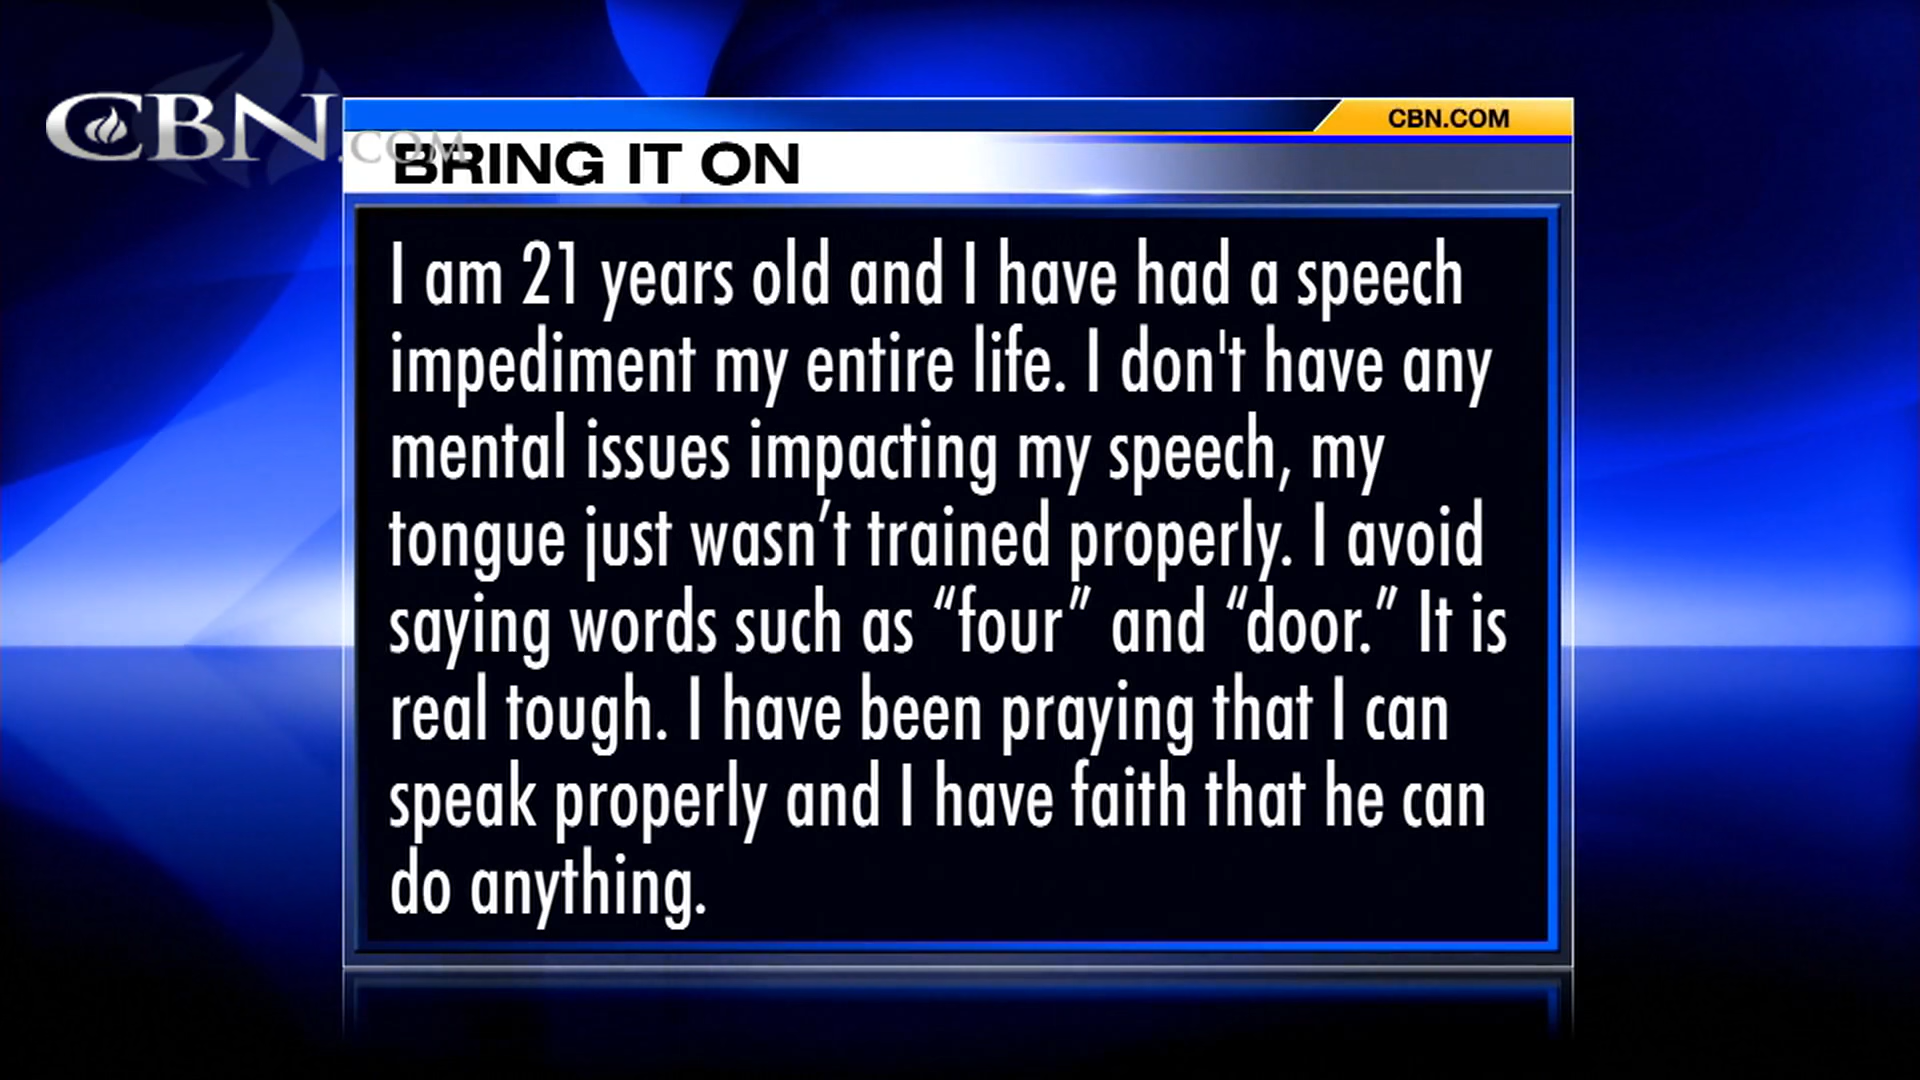 CBN.COM
CBN.COM
BRING IT ON
I am 21 years old and I have had a speech
impediment my entire life. I don't have any
mental issues impacting my speech, my
tongue just wasn’t trained properly. I avoid
saying words such as “four” and “door.” It is
real tough. I have been praying that I can
speak properly and I have faith that he can
do anything.